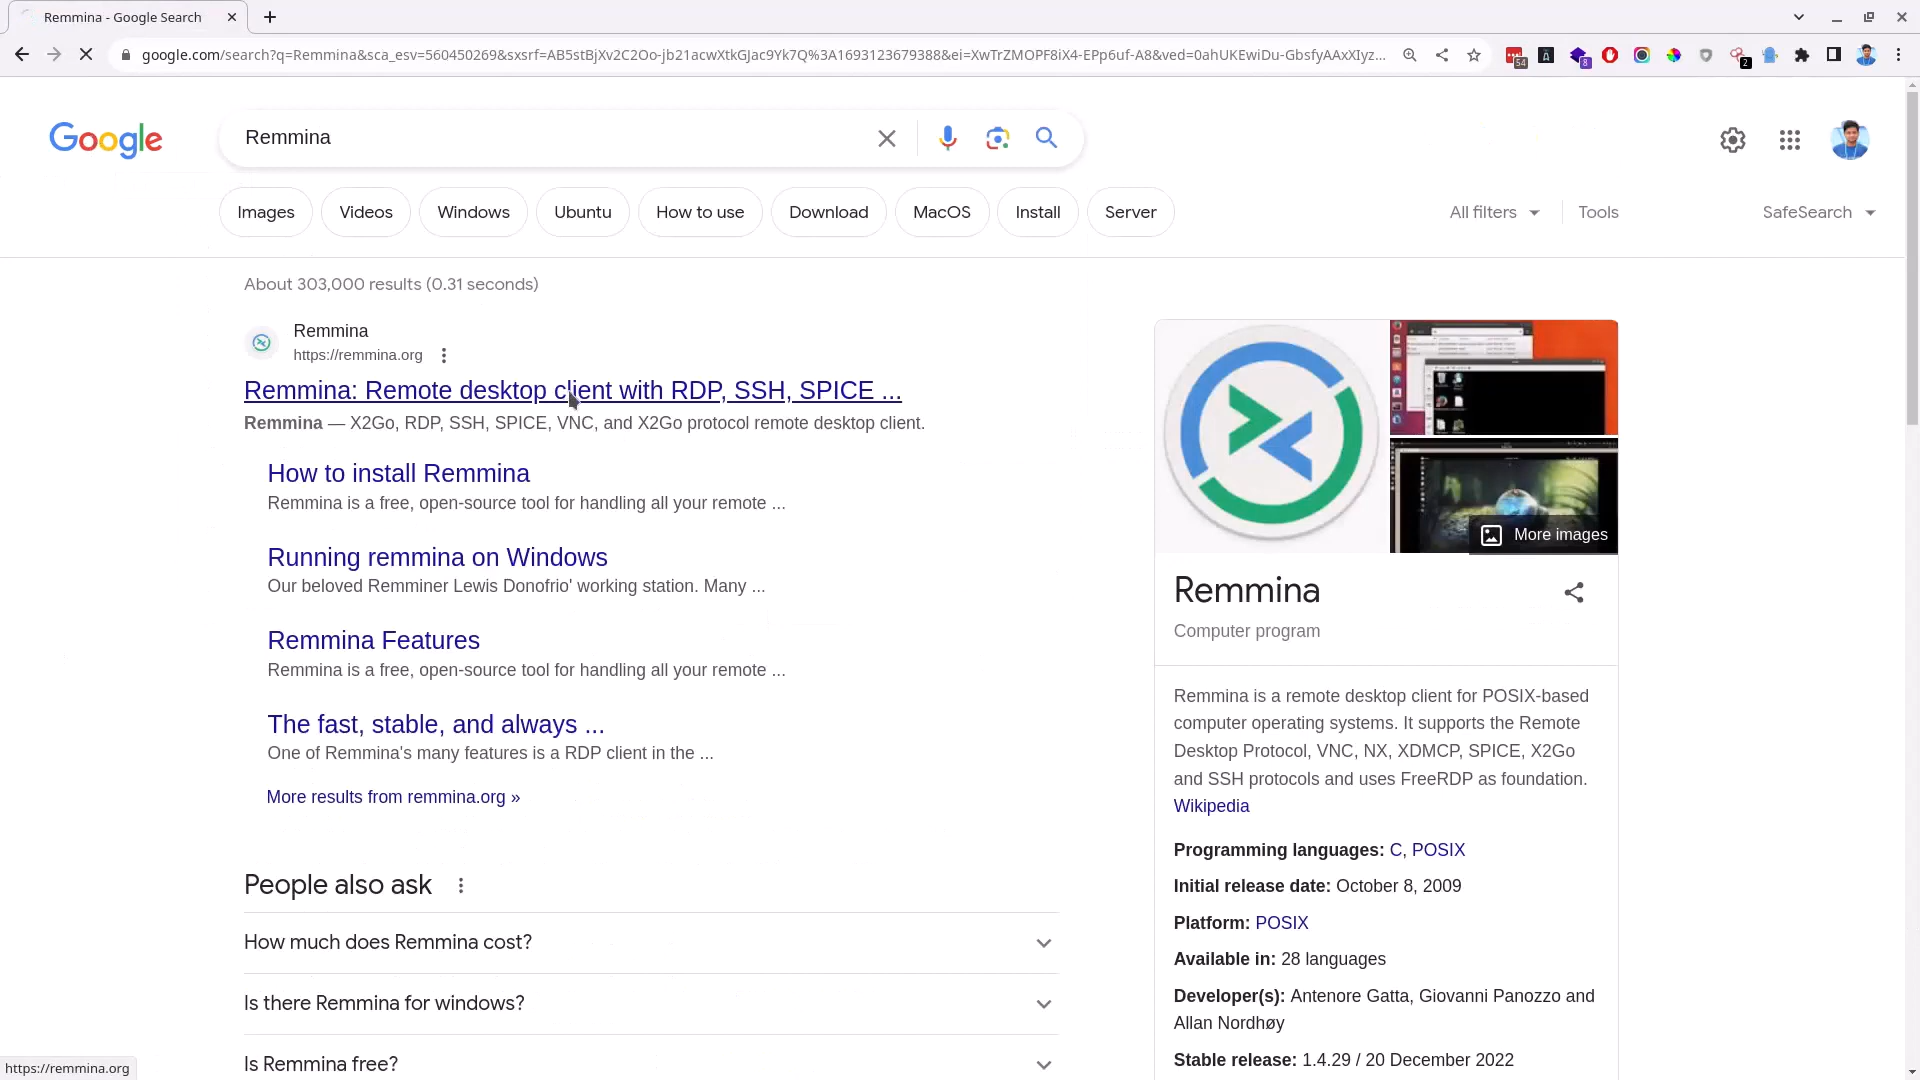 Remmina - Google Search
google.com/search?q=Remmina&sca_esv=560450269&sxsrf=AB5stBjXv2C2Oo-jb21acwXtkGJac9Yk7Q%3A1693123679388&ei=XwTrZMOPF8iX4-EPp6uf-A8&ved=0ahUKEwiDu-GbsfyAAxXIyz...
54
8
2
Google
Remmina
Images
Videos
Windows
Ubuntu
How to use
Download
MacOS
Install
Server
All filters
Tools
SafeSearch
About 303,000 results (0.31 seconds)
Remmina
https://remmina.org
Remmina: Remote desktop client with RDP, SSH, SPICE ...
Remmina — X2Go, RDP, SSH, SPICE, VNC, and X2Go protocol remote desktop client.
How to install Remmina
Remmina is a free, open-source tool for handling all your remote ...
Running remmina on Windows
Our beloved Remminer Lewis Donofrio' working station. Many ...
Remmina Features
Remmina is a free, open-source tool for handling all your remote ...
The fast, stable, and always ...
One of Remmina's many features is a RDP client in the ...
More results from remmina.org »
People also ask
How much does Remmina cost?
Is there Remmina for windows?
Is Remmina free?
More images
Remmina
Computer program
Remmina is a remote desktop client for POSIX-based
computer operating systems. It supports the Remote
Desktop Protocol, VNC, NX, XDMCP, SPICE, X2Go
and SSH protocols and uses FreeRDP as foundation.
Wikipedia
Programming languages: C, POSIX
Initial release date: October 8, 2009
Platform: POSIX
Available in: 28 languages
Developer(s): Antenore Gatta, Giovanni Panozzo and
Allan Nordhøy
Stable release: 1.4.29 / 20 December 2022
https://remmina.org